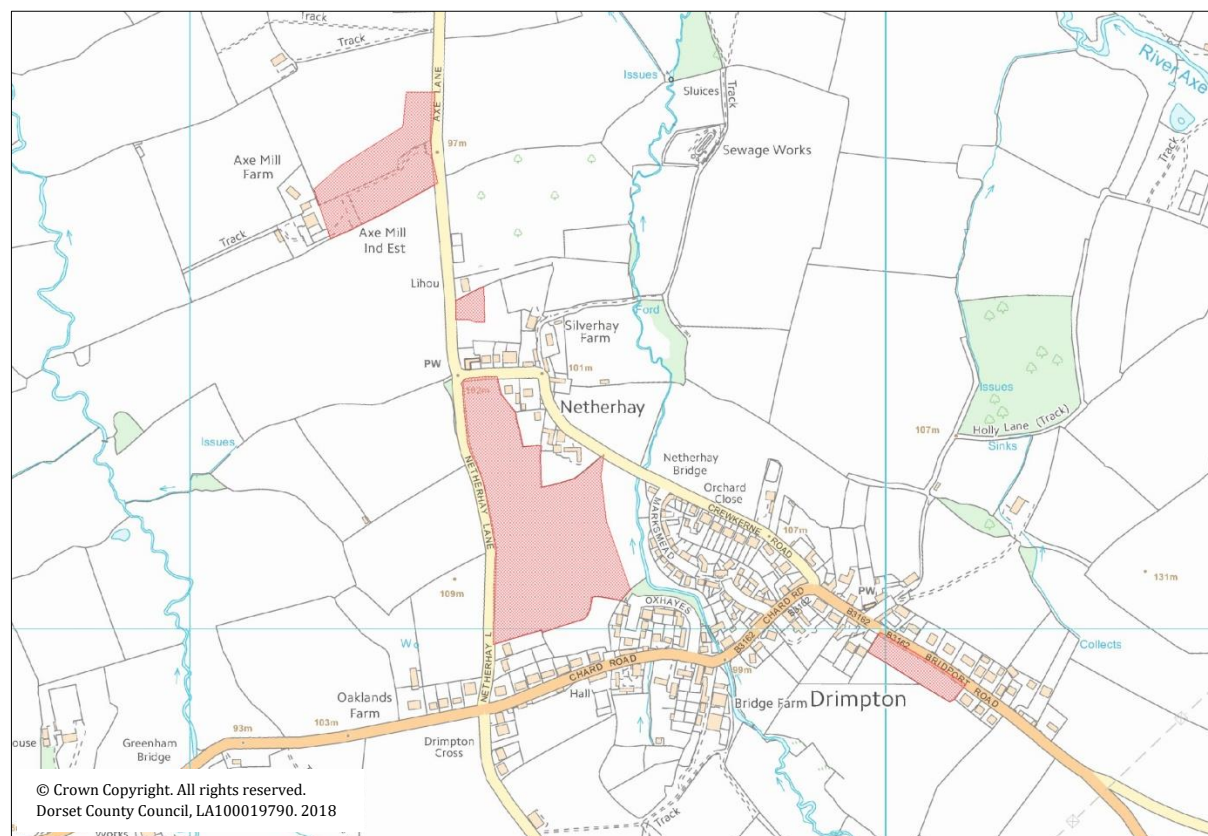 Track
Track
AXE LANE
Issues
Sluices
Track
River Axe
97m
Axe Mill
Farm
Sewage Works
Track
Track
Axe Mill
Ind Est
Lihou
Ford
Silverhay
Farm
PW
101m
102m
Netherhay
Issues
Holly Lane (Track)
107m
Sinks
Issues
Netherhay
Bridge
Orchard
Close
NETHERHAY LANE
MARKSMEAD
CREWKERNE ROAD
107m
109m
131m
PW
OXHAYES
B3162 CHARD RD
B3162
B3162
B3162 BRIDPORT ROAD
Collects
NETHERHAY L
CHARD ROAD
99m
Hall
Oaklands
Farm
Bridge Farm
Drimpton
93m
103m
ouse
Greenham
Bridge
Drimpton
Cross
Track
Works
© Crown Copyright. All rights reserved.
Dorset County Council, LA100019790. 2018